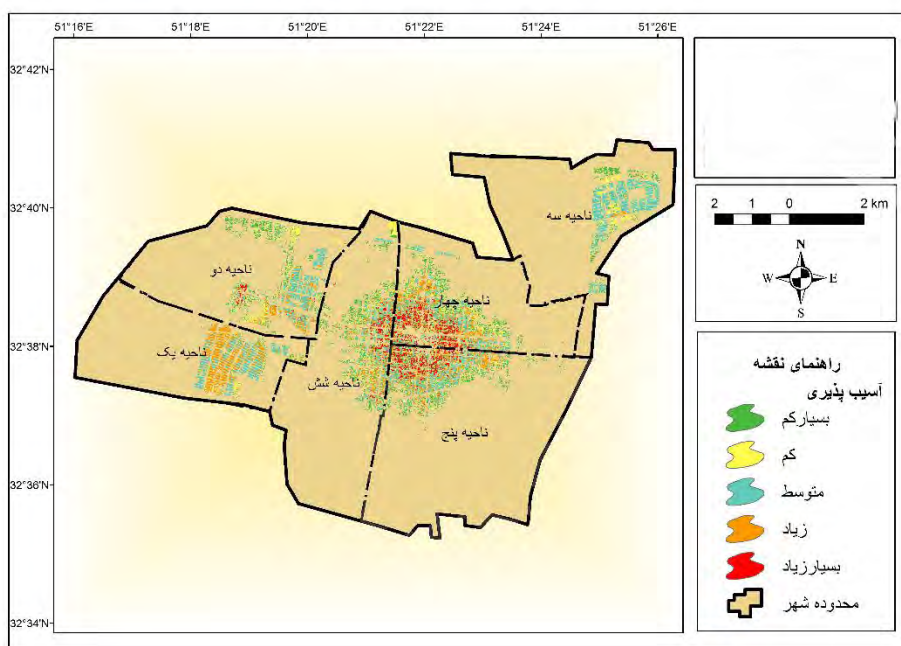 51°16'E 51°18'E 51°20'E 51°22'E 51°24'E 51°26'E
32°42'N
32°40'N
32°38'N
32°36'N
32°34'N
ناحیه سه
ناحیه دو
ناحیه چهار
ناحیه یک
ناحیه شش
ناحیه پنج
2 1 0 2 km
N
W E
S
راهنمای نقشه
آسیب پذیری
بسیارکم
کم
متوسط
زیاد
بسیارزیاد
محدوده شهر